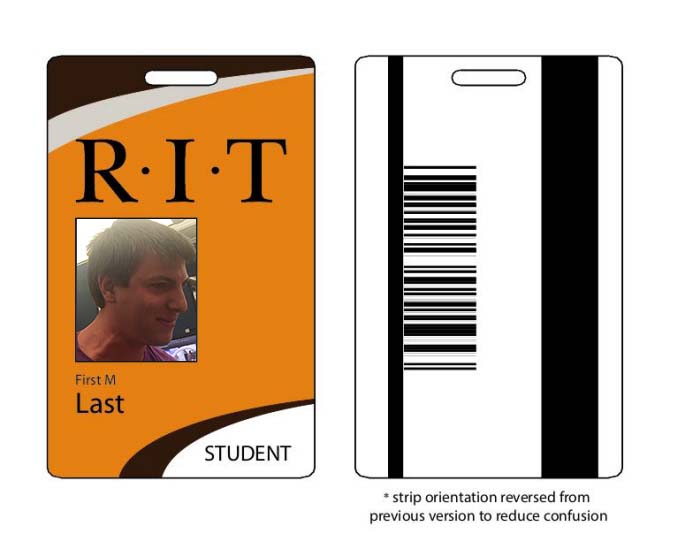 R·I·T
First M
Last
STUDENT
* strip orientation reversed from
previous version to reduce confusion